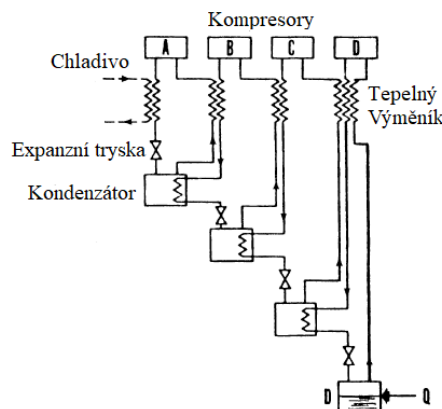 Kompresory
A B C D
Chladivo
Tepelný
Výměník
Expanzní tryska
Kondenzátor
D Q